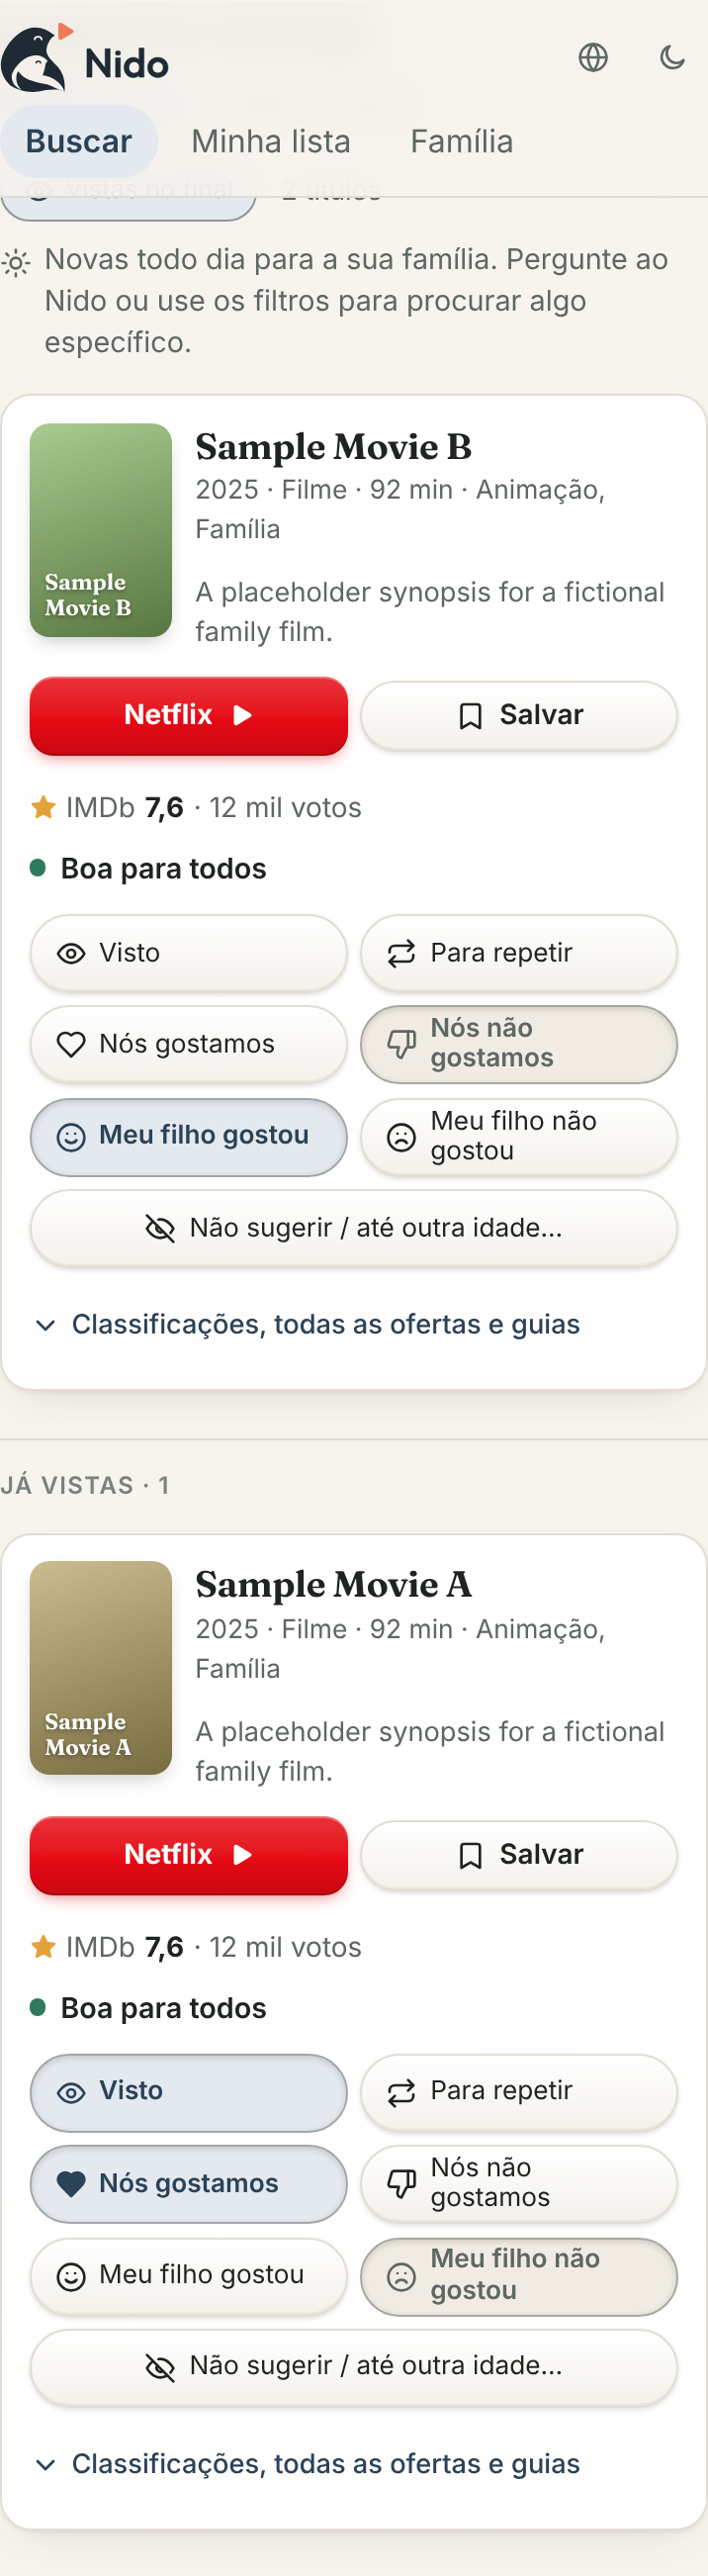 Nido
Buscar Minha lista Família
Vistas no final 2 títulos
Novas todo dia para a sua família. Pergunte ao
Nido ou use os filtros para procurar algo
específico.
Sample
Movie B
Sample Movie B
2025 · Filme · 92 min · Animação,
Família
A placeholder synopsis for a fictional
family film.
Netflix
Salvar
IMDb 7,6 · 12 mil votos
Boa para todos
Visto
Para repetir
Nós gostamos
Nós não
gostamos
Meu filho gostou
Meu filho não
gostou
Não sugerir / até outra idade...
Classificações, todas as ofertas e guias
JÁ VISTAS · 1
Sample
Movie A
Sample Movie A
2025 · Filme · 92 min · Animação,
Família
A placeholder synopsis for a fictional
family film.
Netflix
Salvar
IMDb 7,6 · 12 mil votos
Boa para todos
Visto
Para repetir
Nós gostamos
Nós não
gostamos
Meu filho gostou
Meu filho não
gostou
Não sugerir / até outra idade...
Classificações, todas as ofertas e guias